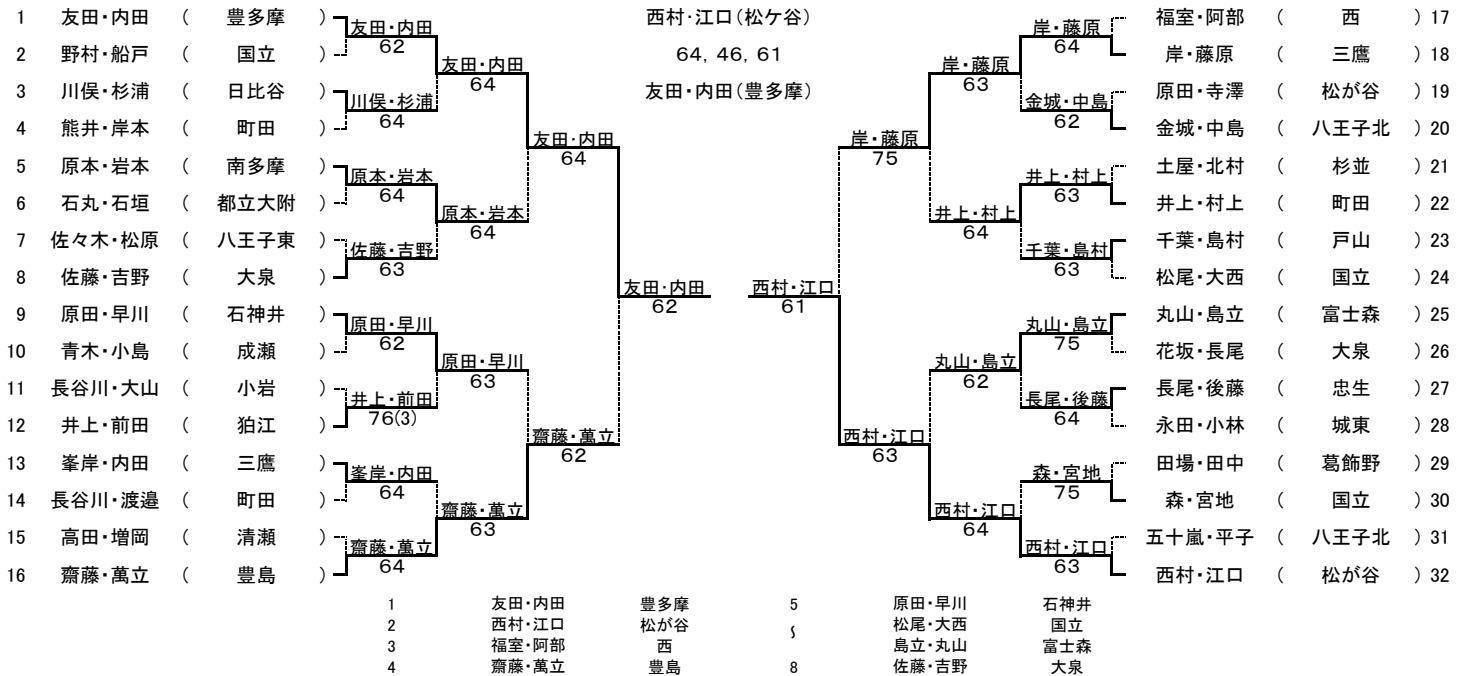 1 友田・内田 ( 豊多摩 )
2 野村・船戸 ( 国立 )
3 川俣・杉浦 ( 日比谷 )
4 熊井・岸本 ( 町田 )
5 原本・岩本 ( 南多摩 )
6 石丸・石垣 ( 都立大附 )
7 佐々木・松原 ( 八王子東 )
8 佐藤・吉野 ( 大泉 )
9 原田・早川 ( 石神井 )
10 青木・小島 ( 成瀬 )
11 長谷川・大山 ( 小岩 )
12 井上・前田 ( 狛江 )
13 峯岸・内田 ( 三鷹 )
14 長谷川・渡邉 ( 町田 )
15 高田・増岡 ( 清瀬 )
16 齋藤・萬立 ( 豊島 )
友田・内田
62
川俣・杉浦
64
原本・岩本
64
佐藤・吉野
63
原田・早川
62
井上・前田
76(3)
峯岸・内田
64
齋藤・萬立
64
友田・内田
64
原本・岩本
64
原田・早川
63
齋藤・萬立
63
友田・内田
64
齋藤・萬立
62
友田・内田
62
西村・江口(松ケ谷)
64, 46, 61
友田・内田(豊多摩)
西村・江口
61
岸・藤原
75
西村・江口
63
岸・藤原
63
井上・村上
64
丸山・島立
62
西村・江口
64
岸・藤原
64
金城・中島
62
井上・村上
63
千葉・島村
63
丸山・島立
75
長尾・後藤
64
森・宮地
75
西村・江口
63
福室・阿部 ( 西 ) 17
岸・藤原 ( 三鷹 ) 18
原田・寺澤 ( 松が谷 ) 19
金城・中島 ( 八王子北 ) 20
土屋・北村 ( 杉並 ) 21
井上・村上 ( 町田 ) 22
千葉・島村 ( 戸山 ) 23
松尾・大西 ( 国立 ) 24
丸山・島立 ( 富士森 ) 25
花坂・長尾 ( 大泉 ) 26
長尾・後藤 ( 忠生 ) 27
永田・小林 ( 城東 ) 28
田場・田中 ( 葛飾野 ) 29
森・宮地 ( 国立 ) 30
五十嵐・平子 ( 八王子北 ) 31
西村・江口 ( 松が谷 ) 32
1 友田・内田 豊多摩
2 西村・江口 松が谷
3 福室・阿部 西
4 齋藤・萬立 豊島
5 原田・早川 石神井
〜 松尾・大西 国立
島立・丸山 富士森
8 佐藤・吉野 大泉